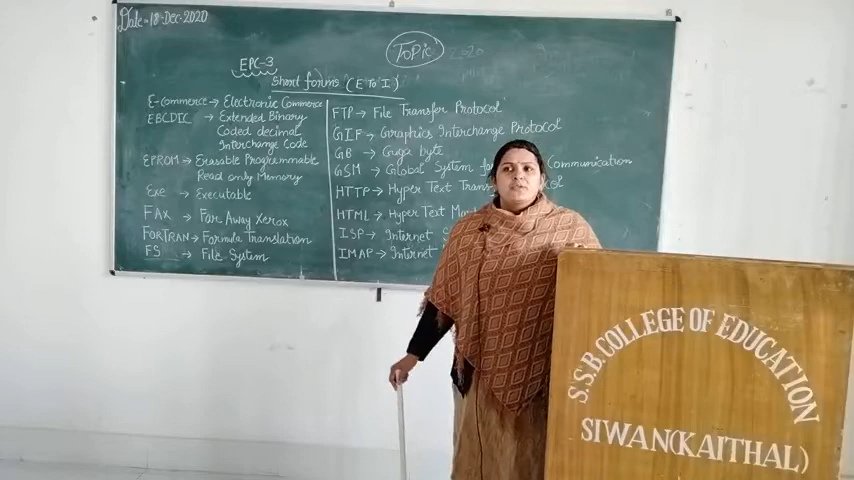 Date = 18-Dec-2020
Topic
2020
EPC-3
Short forms (E To I)
E-commerce → Electronic Commerce
EBCDIC → Extended Binary
Coded decimal
Interchange Code
EPROM → Erasable Programmable
Read only Memory
Exe → Executable
FAX → Far Away Xerox
FORTRAN → Formula Translation
FS → File System
FTP → File Transfer Protocol
GIF → Graphics Interchange Protocol
GB → Guga byte
GSM → Global System Communication
HTTP → Hyper Text
HTML → Hyper Text
ISP → Internet
IMAP → Internet
S.S.B. COLLEGE OF EDUCATION
SIWAN (KAITHAL)